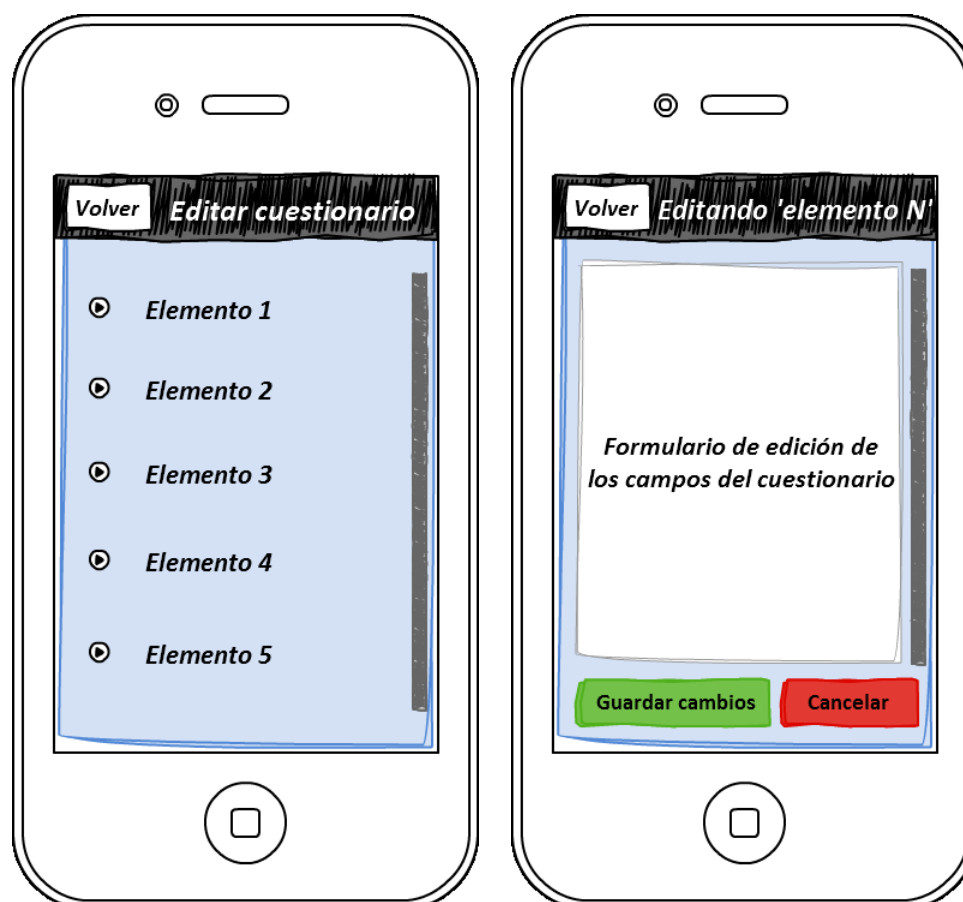 Volver Editar cuestionario
Elemento 1
Elemento 2
Elemento 3
Elemento 4
Elemento 5
Volver Editando 'elemento N'
Formulario de edición de
los campos del cuestionario
Guardar cambios Cancelar